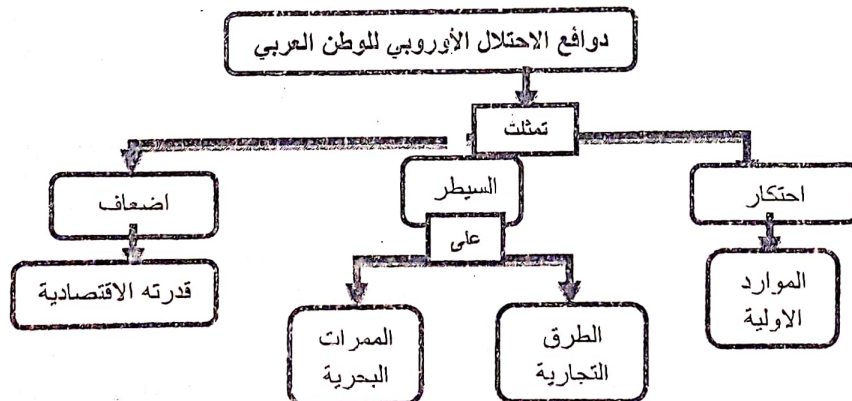 دوافع الاحتلال الأوروبي للوطن العربي
تمثلت
احتكار
السيطر
اضعاف
على
الموارد
الاولية
الطرق
التجارية
الممرات
البحرية
قدرته الاقتصادية